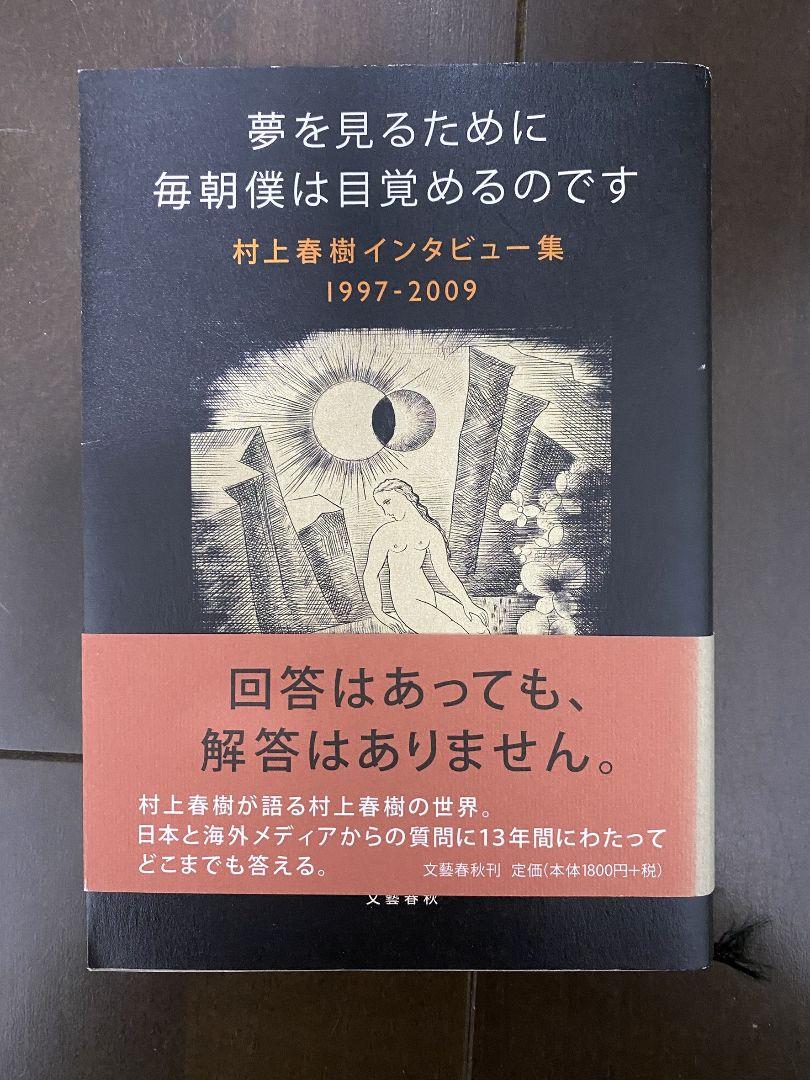 夢を見るために
毎朝僕は目覚めるのです
村上春樹インタビュー集
1997-2009
回答はあっても、
解答はありません。
村上春樹が語る村上春樹の世界。
日本と海外メディアからの質問に13年間にわたって
どこまでも答える。
文藝春秋刊 定価(本体1800円+税)
文藝春秋